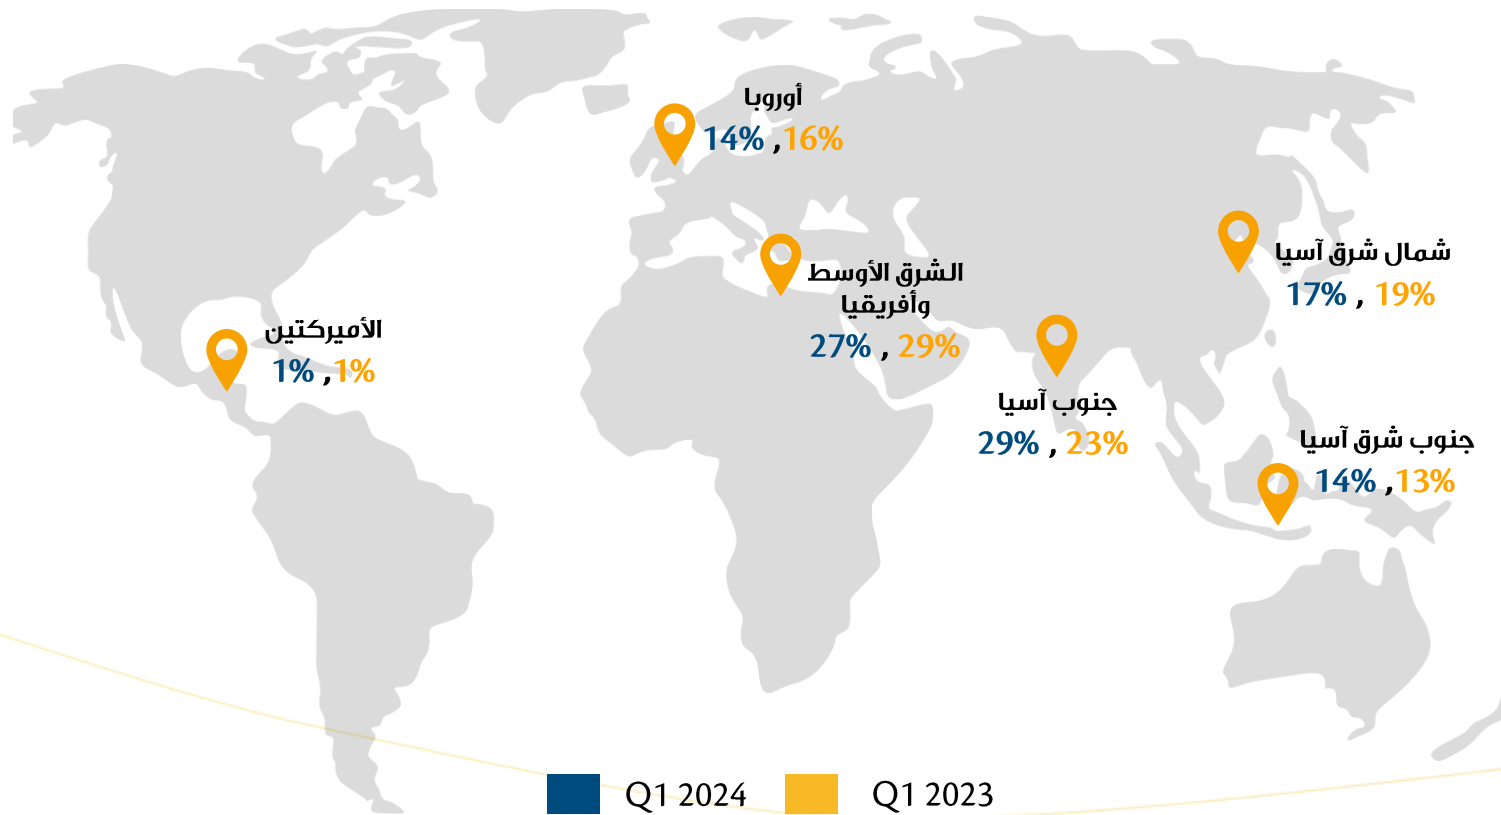 أوروبا
14% , 16%
شمال شرق آسيا
17% , 19%
الشرق الأوسط
وأفريقيا
27% , 29%
الأميركتين
1% , 1%
جنوب آسيا
29% , 23%
جنوب شرق آسيا
14% , 13%
Q1 2024
Q1 2023